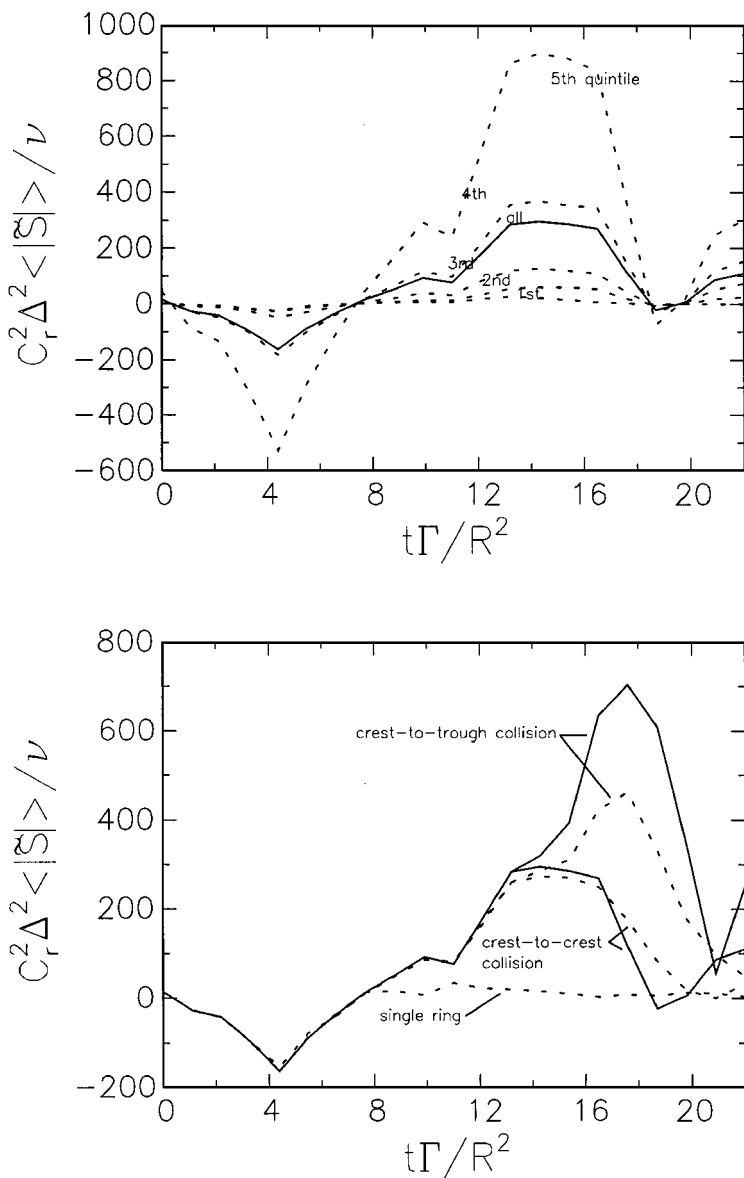 1000
800
600
400
200
0
−200
−400
−600
C_r^2 Δ^2 <|S̃|> / ν
5th quintile
4th
all
3rd
2nd
1st
0 4 8 12 16 20
tΓ/R^2
800
600
400
200
0
−200
C_r^2 Δ^2 <|S̃|> / ν
crest−to−trough collision
crest−to−crest
collision
single ring
0 4 8 12 16 20
tΓ/R^2